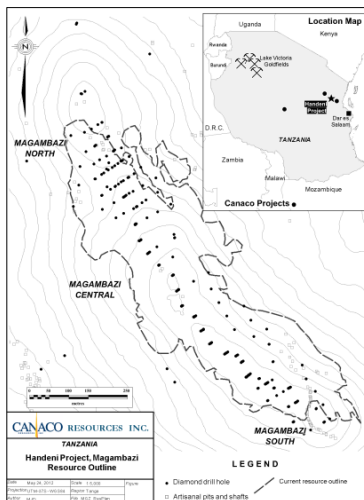 Uganda
Location Map
Kenya
Rwanda
Burundi
Lake Victoria
Goldfields
Handeni
Project
Dar es
Salaam
TANZANIA
D.R.C.
Zambia
Malawi
Mozambique
Canaco Projects
N
MAGAMBAZI
NORTH
MAGAMBAZI
CENTRAL
MAGAMBAZI
SOUTH
CANACO RESOURCES INC.
TANZANIA
Handeni Project, Magambazi
Resource Outline
LEGEND
Diamond drill hole
Current resource outline
Artisanal pits and shafts